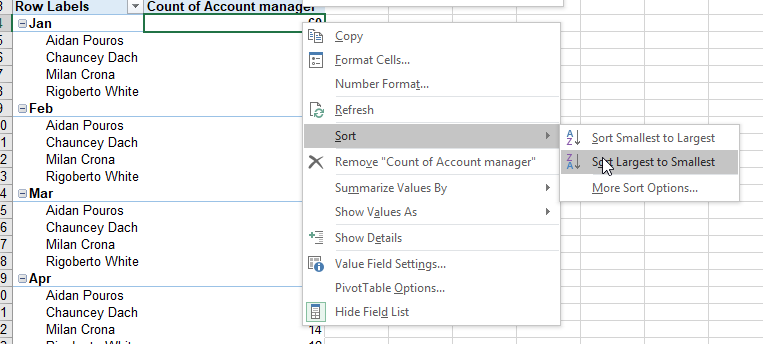 Row Labels Count of Account manager
Jan 60
Aidan Pouros Copy
Chauncey Dach Format Cells...
Milan Crona Number Format...
Rigoberto White Refresh
Feb Sort Sort Smallest to Largest
Aidan Pouros
Chauncey Dach Remove "Count of Account manager" Sort Largest to Smallest
Milan Crona Summarize Values By More Sort Options...
Rigoberto White
Mar Show Values As
Aidan Pouros Show Details
Chauncey Dach
Milan Crona Value Field Settings...
Rigoberto White
Apr PivotTable Options...
Aidan Pouros
Chauncey Dach Hide Field List
Milan Crona 14